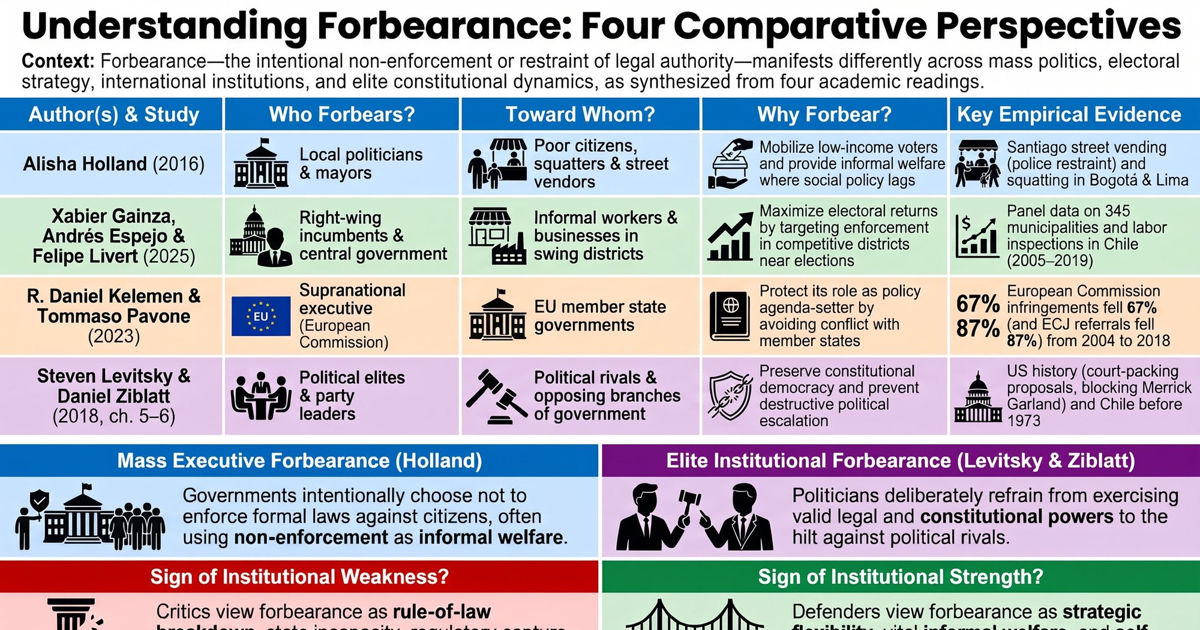 Understanding Forbearance: Four Comparative Perspectives
Context: Forbearance—the intentional non-enforcement or restraint of legal authority—manifests differently across mass politics, electoral
strategy, international institutions, and elite constitutional dynamics, as synthesized from four academic readings.
Author(s) & Study
Who Forbears?
Toward Whom?
Why Forbear?
Key Empirical Evidence
Alisha Holland (2016)
Local politicians
& mayors
Poor citizens,
squatters & street
vendors
Mobilize low-income voters
and provide informal welfare
where social policy lags
Santiago street vending
(police restraint) and
squatting in Bogotá & Lima
Xabier Gainza,
Andrés Espejo &
Felipe Livert (2025)
Right-wing
incumbents &
central government
Informal workers &
businesses in
swing districts
Maximize electoral returns
by targeting enforcement
in competitive districts
near elections
$
Panel data on 345
municipalities and labor
inspections in Chile
(2005–2019)
R. Daniel Kelemen &
Tommaso Pavone
(2023)
EU
Supranational
executive
(European
Commission)
EU member state
governments
Protect its role as policy
agenda-setter by
avoiding conflict with
member states
67%
87%
European Commission
infringements fell 67%
(and ECJ referrals fell
87%) from 2004 to 2018
Steven Levitsky &
Daniel Ziblatt
(2018, ch. 5–6)
Political elites
& party
leaders
Political rivals &
opposing branches
of government
Preserve constitutional
democracy and prevent
destructive political
escalation
US history (court-packing
proposals, blocking Merrick
Garland) and Chile before
1973
Mass Executive Forbearance (Holland)
Governments intentionally choose not to
enforce formal laws against citizens, often
using non-enforcement as informal welfare.
Elite Institutional Forbearance (Levitsky & Ziblatt)
Politicians deliberately refrain from exercising
valid legal and constitutional powers to the
hilt against political rivals.
Sign of Institutional Weakness?
Critics view forbearance as rule-of-law
breakdown, state incapacity, regulatory capture
Sign of Institutional Strength?
Defenders view forbearance as strategic
flexibility, vital informal welfare, and self-